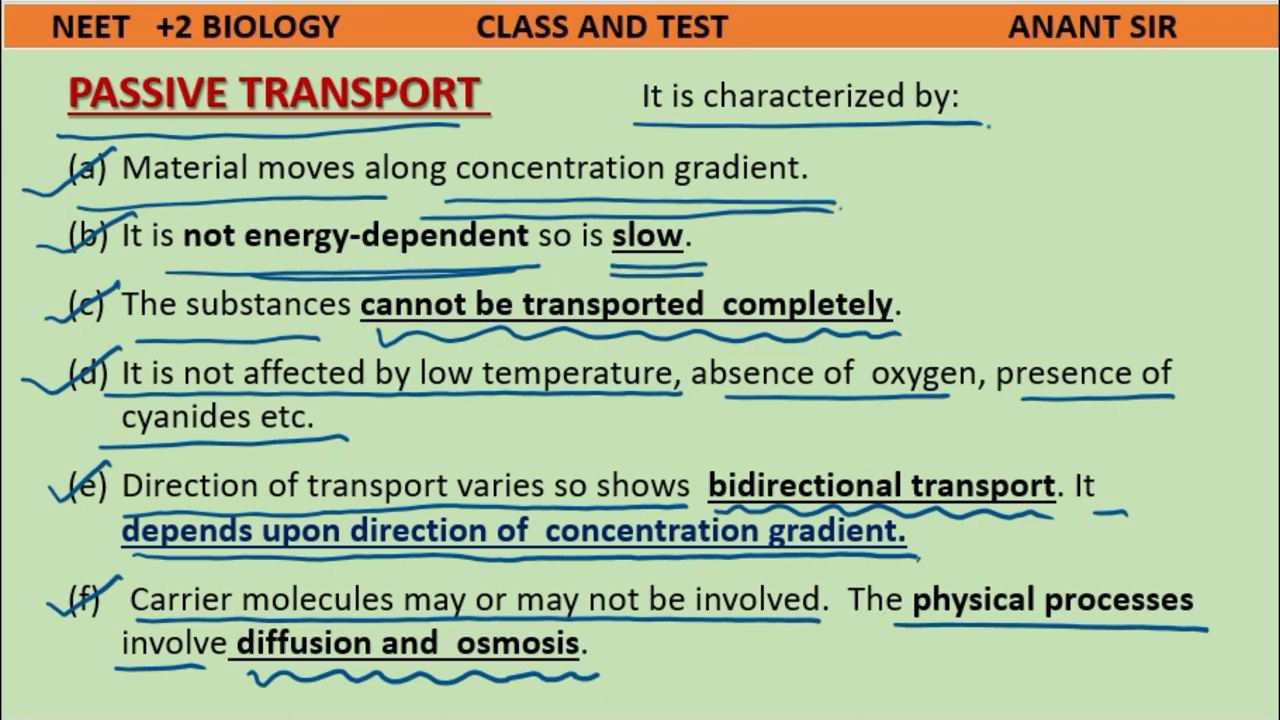 NEET +2 BIOLOGY CLASS AND TEST ANANT SIR
PASSIVE TRANSPORT It is characterized by:
(a) Material moves along concentration gradient.
(b) It is not energy-dependent so is slow.
(c) The substances cannot be transported completely.
(d) It is not affected by low temperature, absence of oxygen, presence of
cyanides etc.
(e) Direction of transport varies so shows bidirectional transport. It
depends upon direction of concentration gradient.
(f) Carrier molecules may or may not be involved. The physical processes
involve diffusion and osmosis.